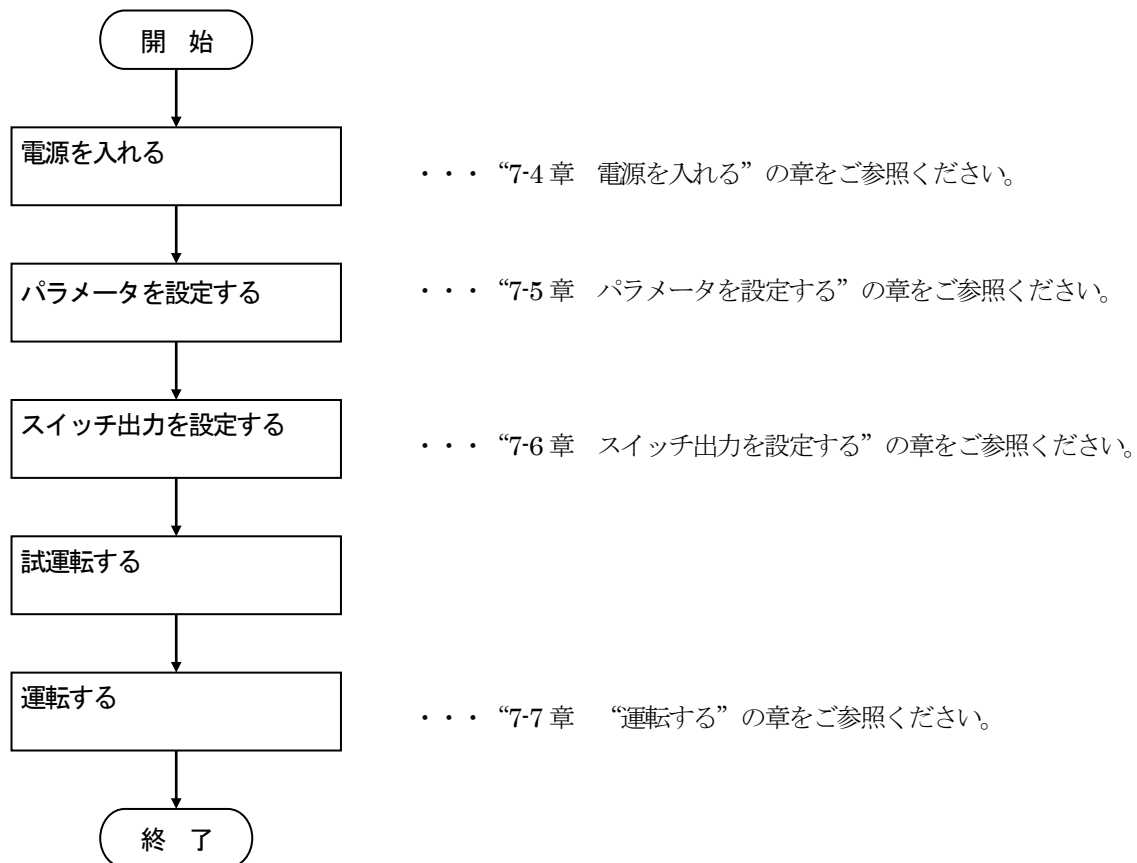 開　始
電源を入れる
・・・ “7-4 章　電源を入れる”の章をご参照ください。
パラメータを設定する
・・・ “7-5 章　パラメータを設定する”の章をご参照ください。
スイッチ出力を設定する
・・・ “7-6 章　スイッチ出力を設定する”の章をご参照ください。
試運転する
運転する
・・・ “7-7 章　“運転する”の章をご参照ください。
終　了